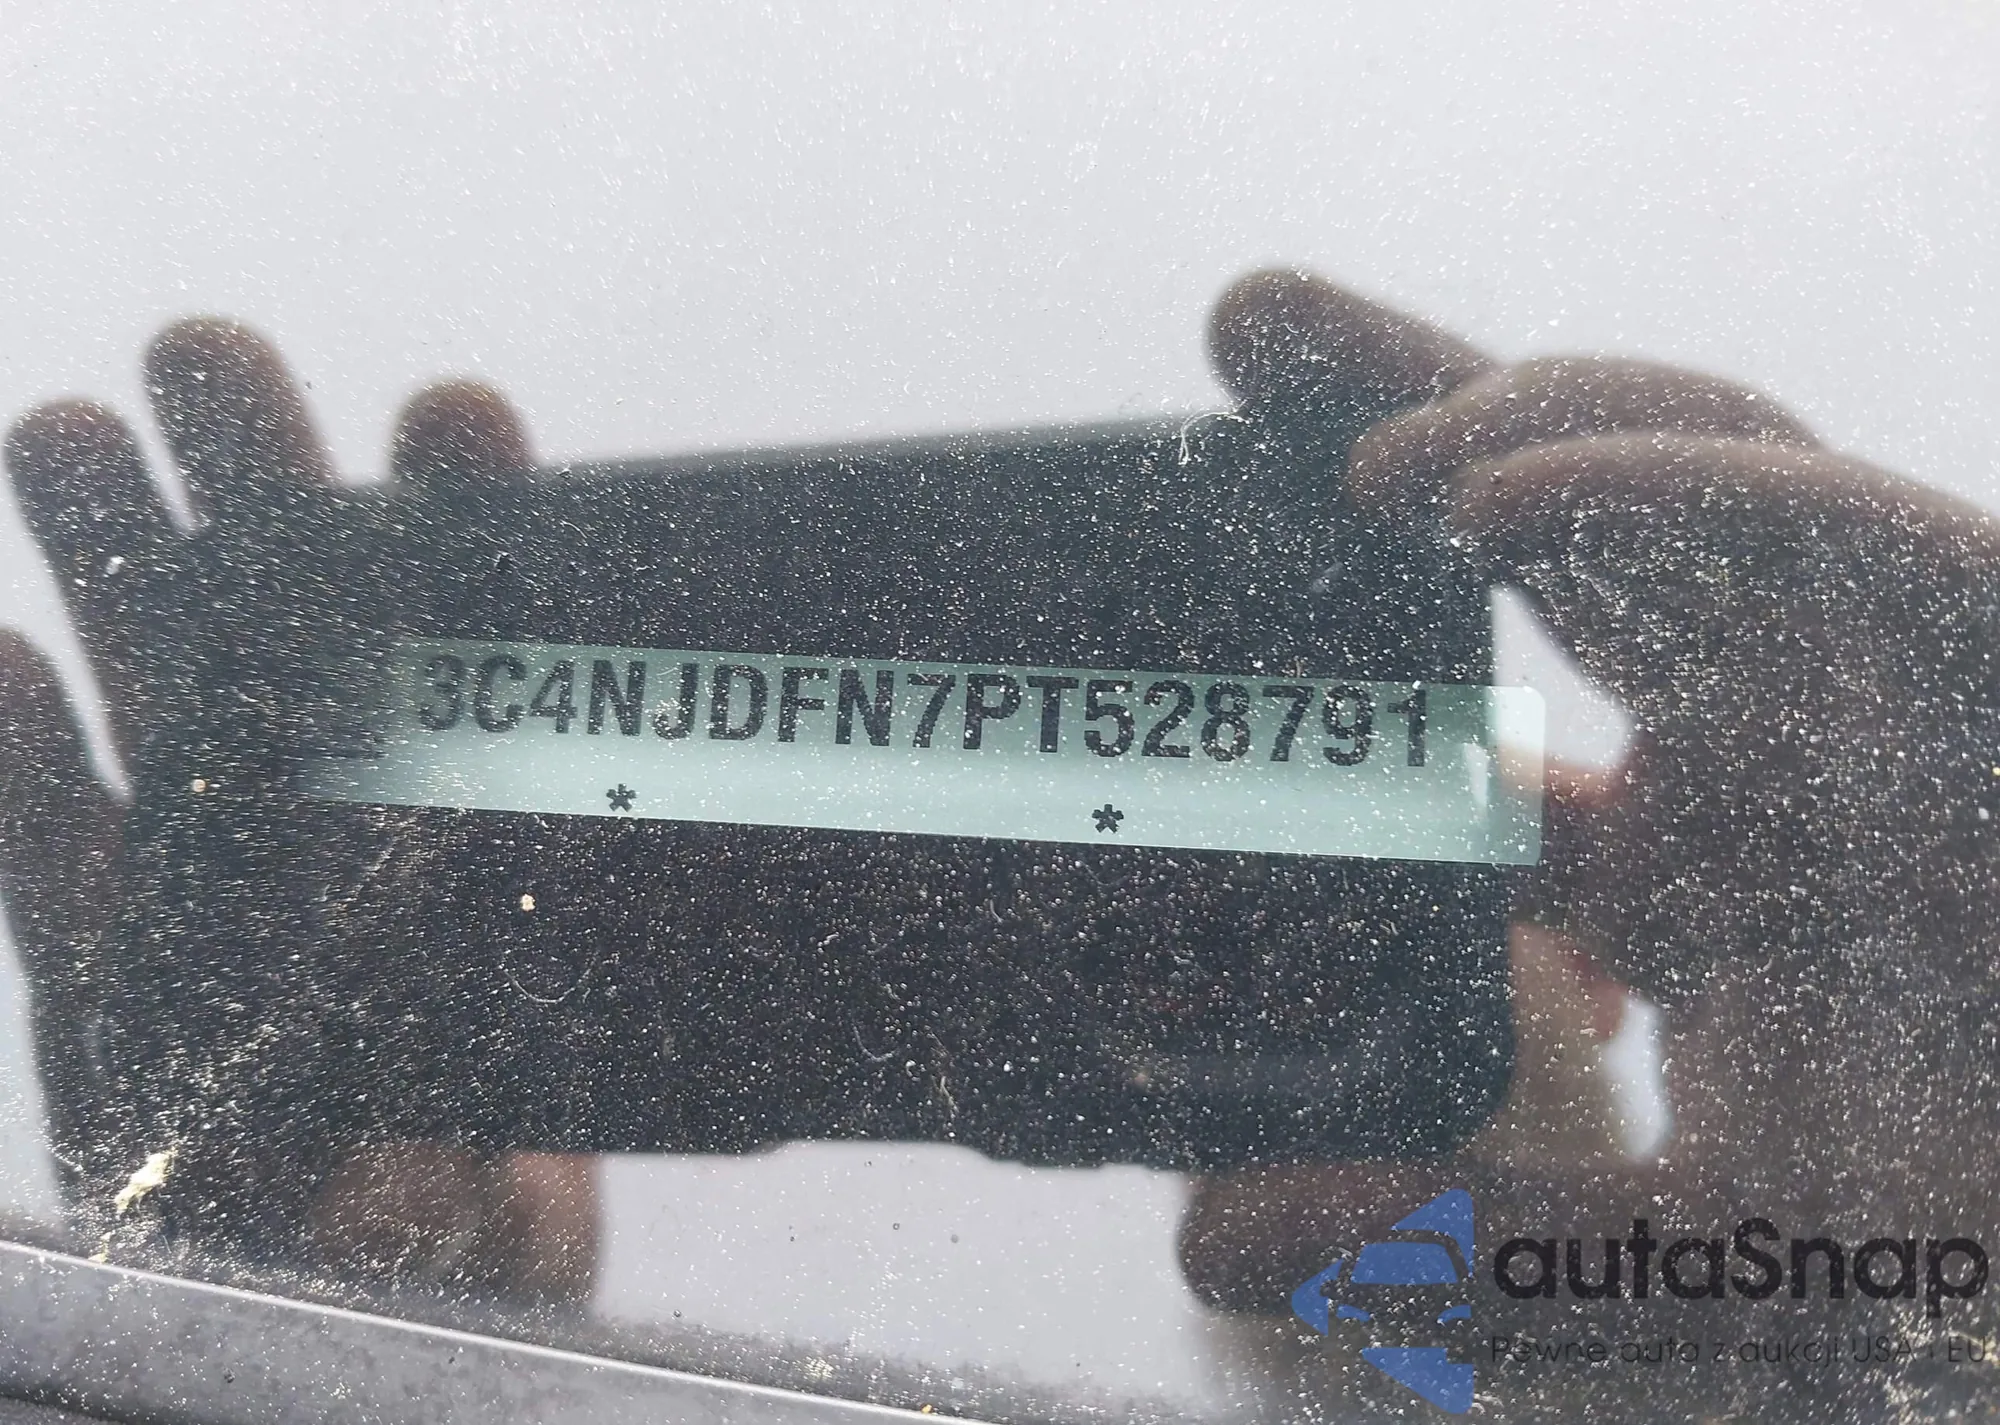 3C4NJDFN7PT528791
* *
autaSnap
Pewne auta z aukcji USA i EU